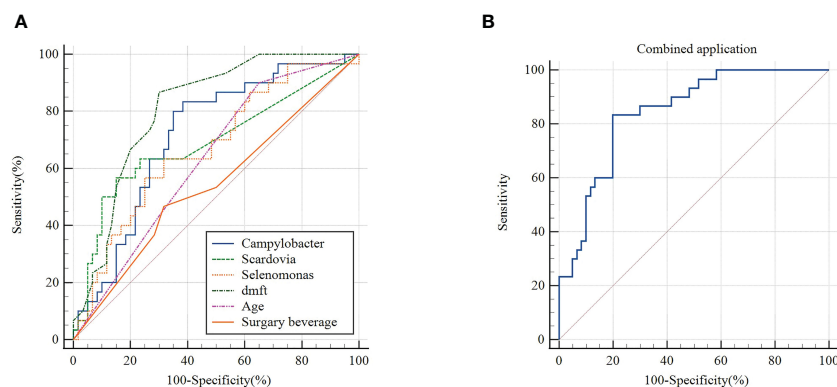 A
100
80
60
40
20
0
Sensitivity(%)
0 20 40 60 80 100
100-Specificity(%)
Campylobacter
Scardovia
Selenomonas
dmft
Age
Surgary beverage
B
Combined application
100
80
60
40
20
0
Sensitivity
0 20 40 60 80 100
100-Specificity(%)